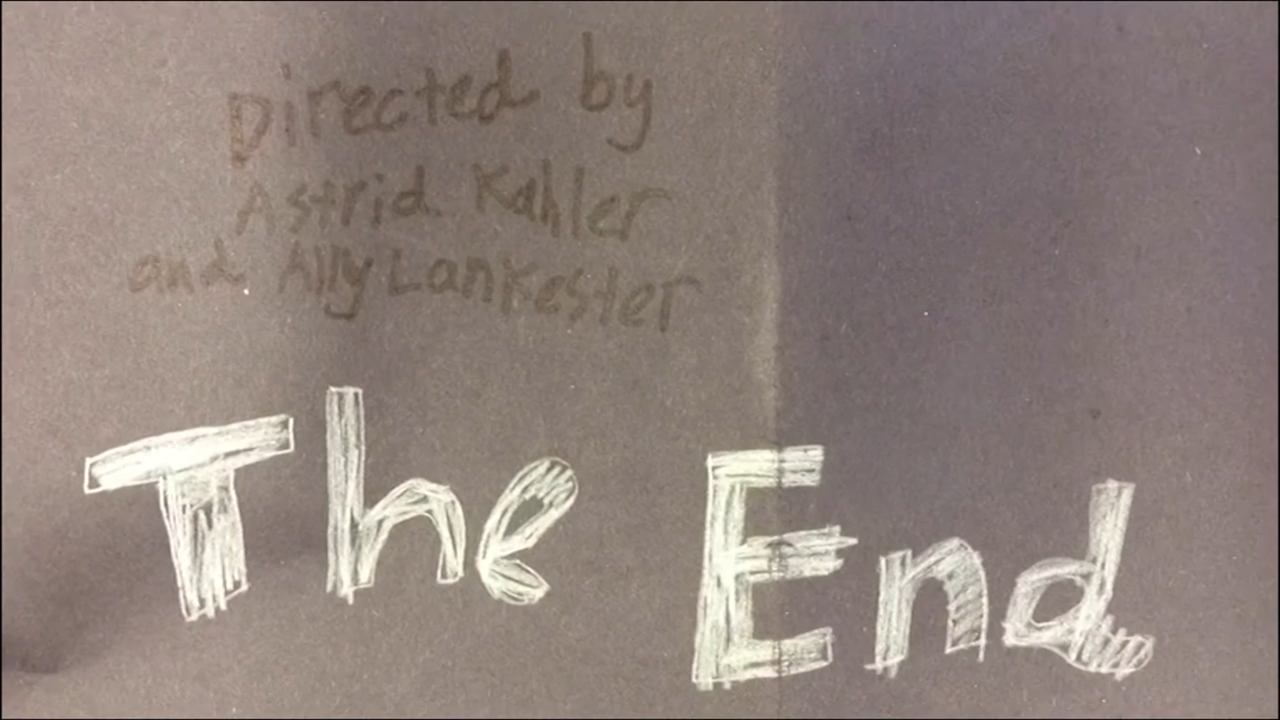 Directed by
Astrid Kahler
and Ally Lankester
The End